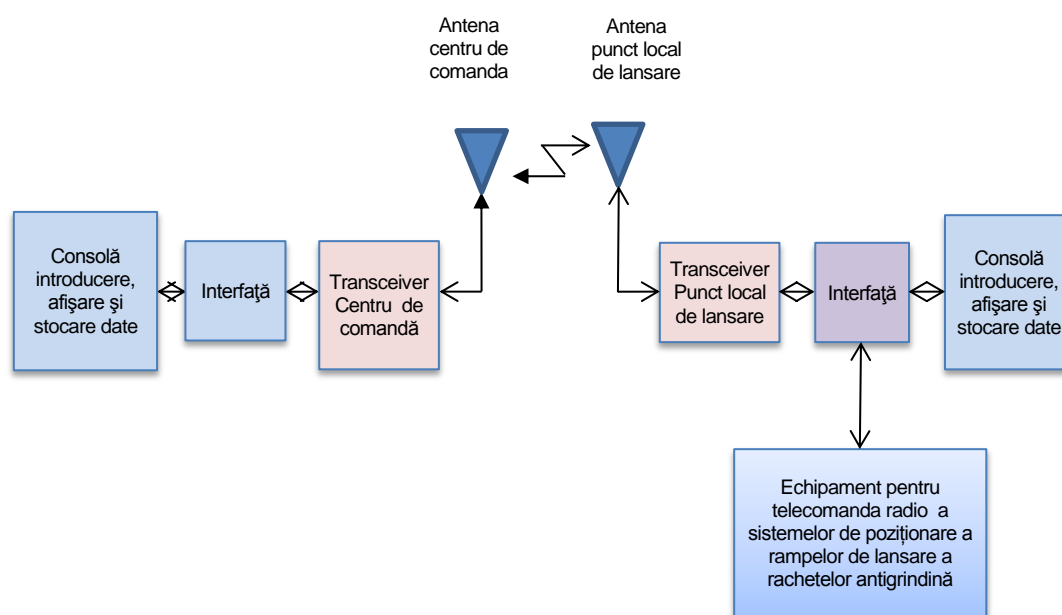 Antena
centru de
comanda
Antena
punct local
de lansare
Consolă
introducere,
afişare şi
stocare date
Interfaţă
Transceiver
Centru de
comandă
Transceiver
Punct local
de lansare
Interfaţă
Consolă
introducere,
afişare şi
stocare date
Echipament pentru
telecomanda radio a
sistemelor de poziționare a
rampelor de lansare a
rachetelor antigrindină